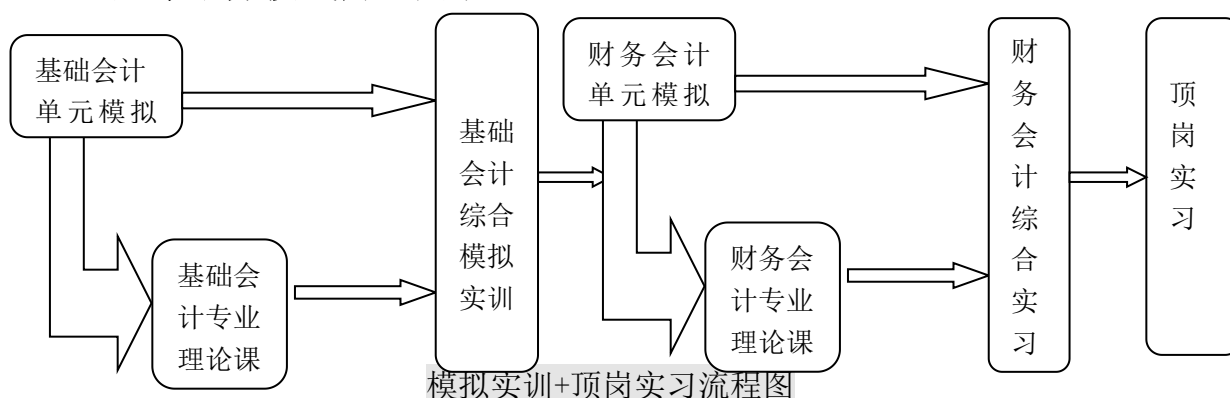 基础会计
单元模拟
基础会
计专业
理论课
基础
会计
综合
模拟
实训
财务会计
单元模拟
财务会
计专业
理论课
财
务
会
计
综
合
实
习
顶
岗
实
习
模拟实训+顶岗实习流程图